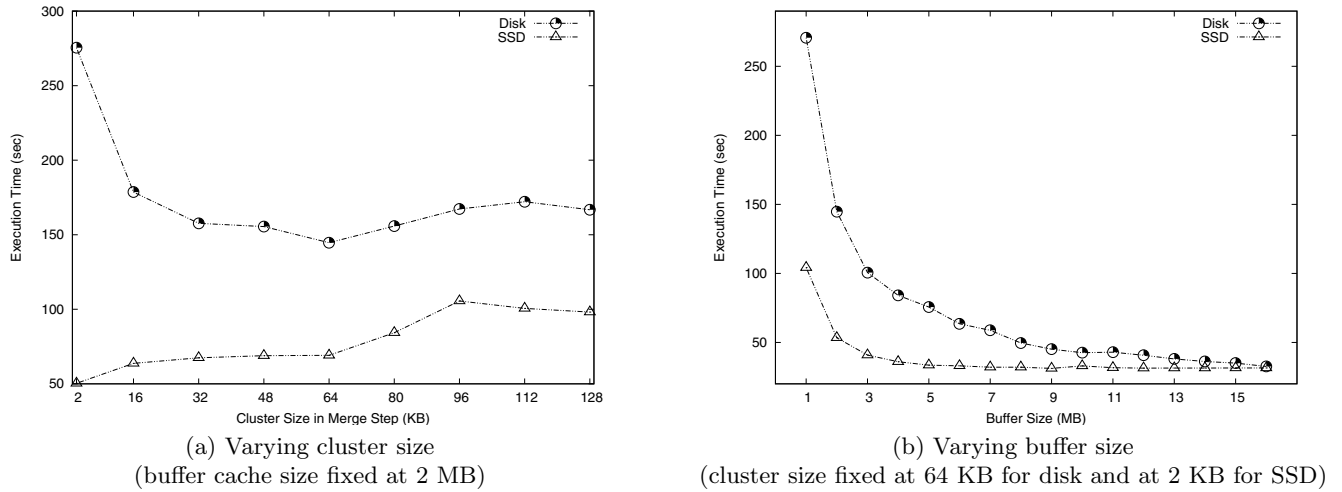 300
250
200
150
100
50
Execution Time (sec)
Disk
SSD
2 16 32 48 64 80 96 112 128
Cluster Size in Merge Step (KB)
(a) Varying cluster size
(buffer cache size fixed at 2 MB)
250
200
150
100
50
Execution Time (sec)
Disk
SSD
1 3 5 7 9 11 13 15
Buffer Size (MB)
(b) Varying buffer size
(cluster size fixed at 64 KB for disk and at 2 KB for SSD)